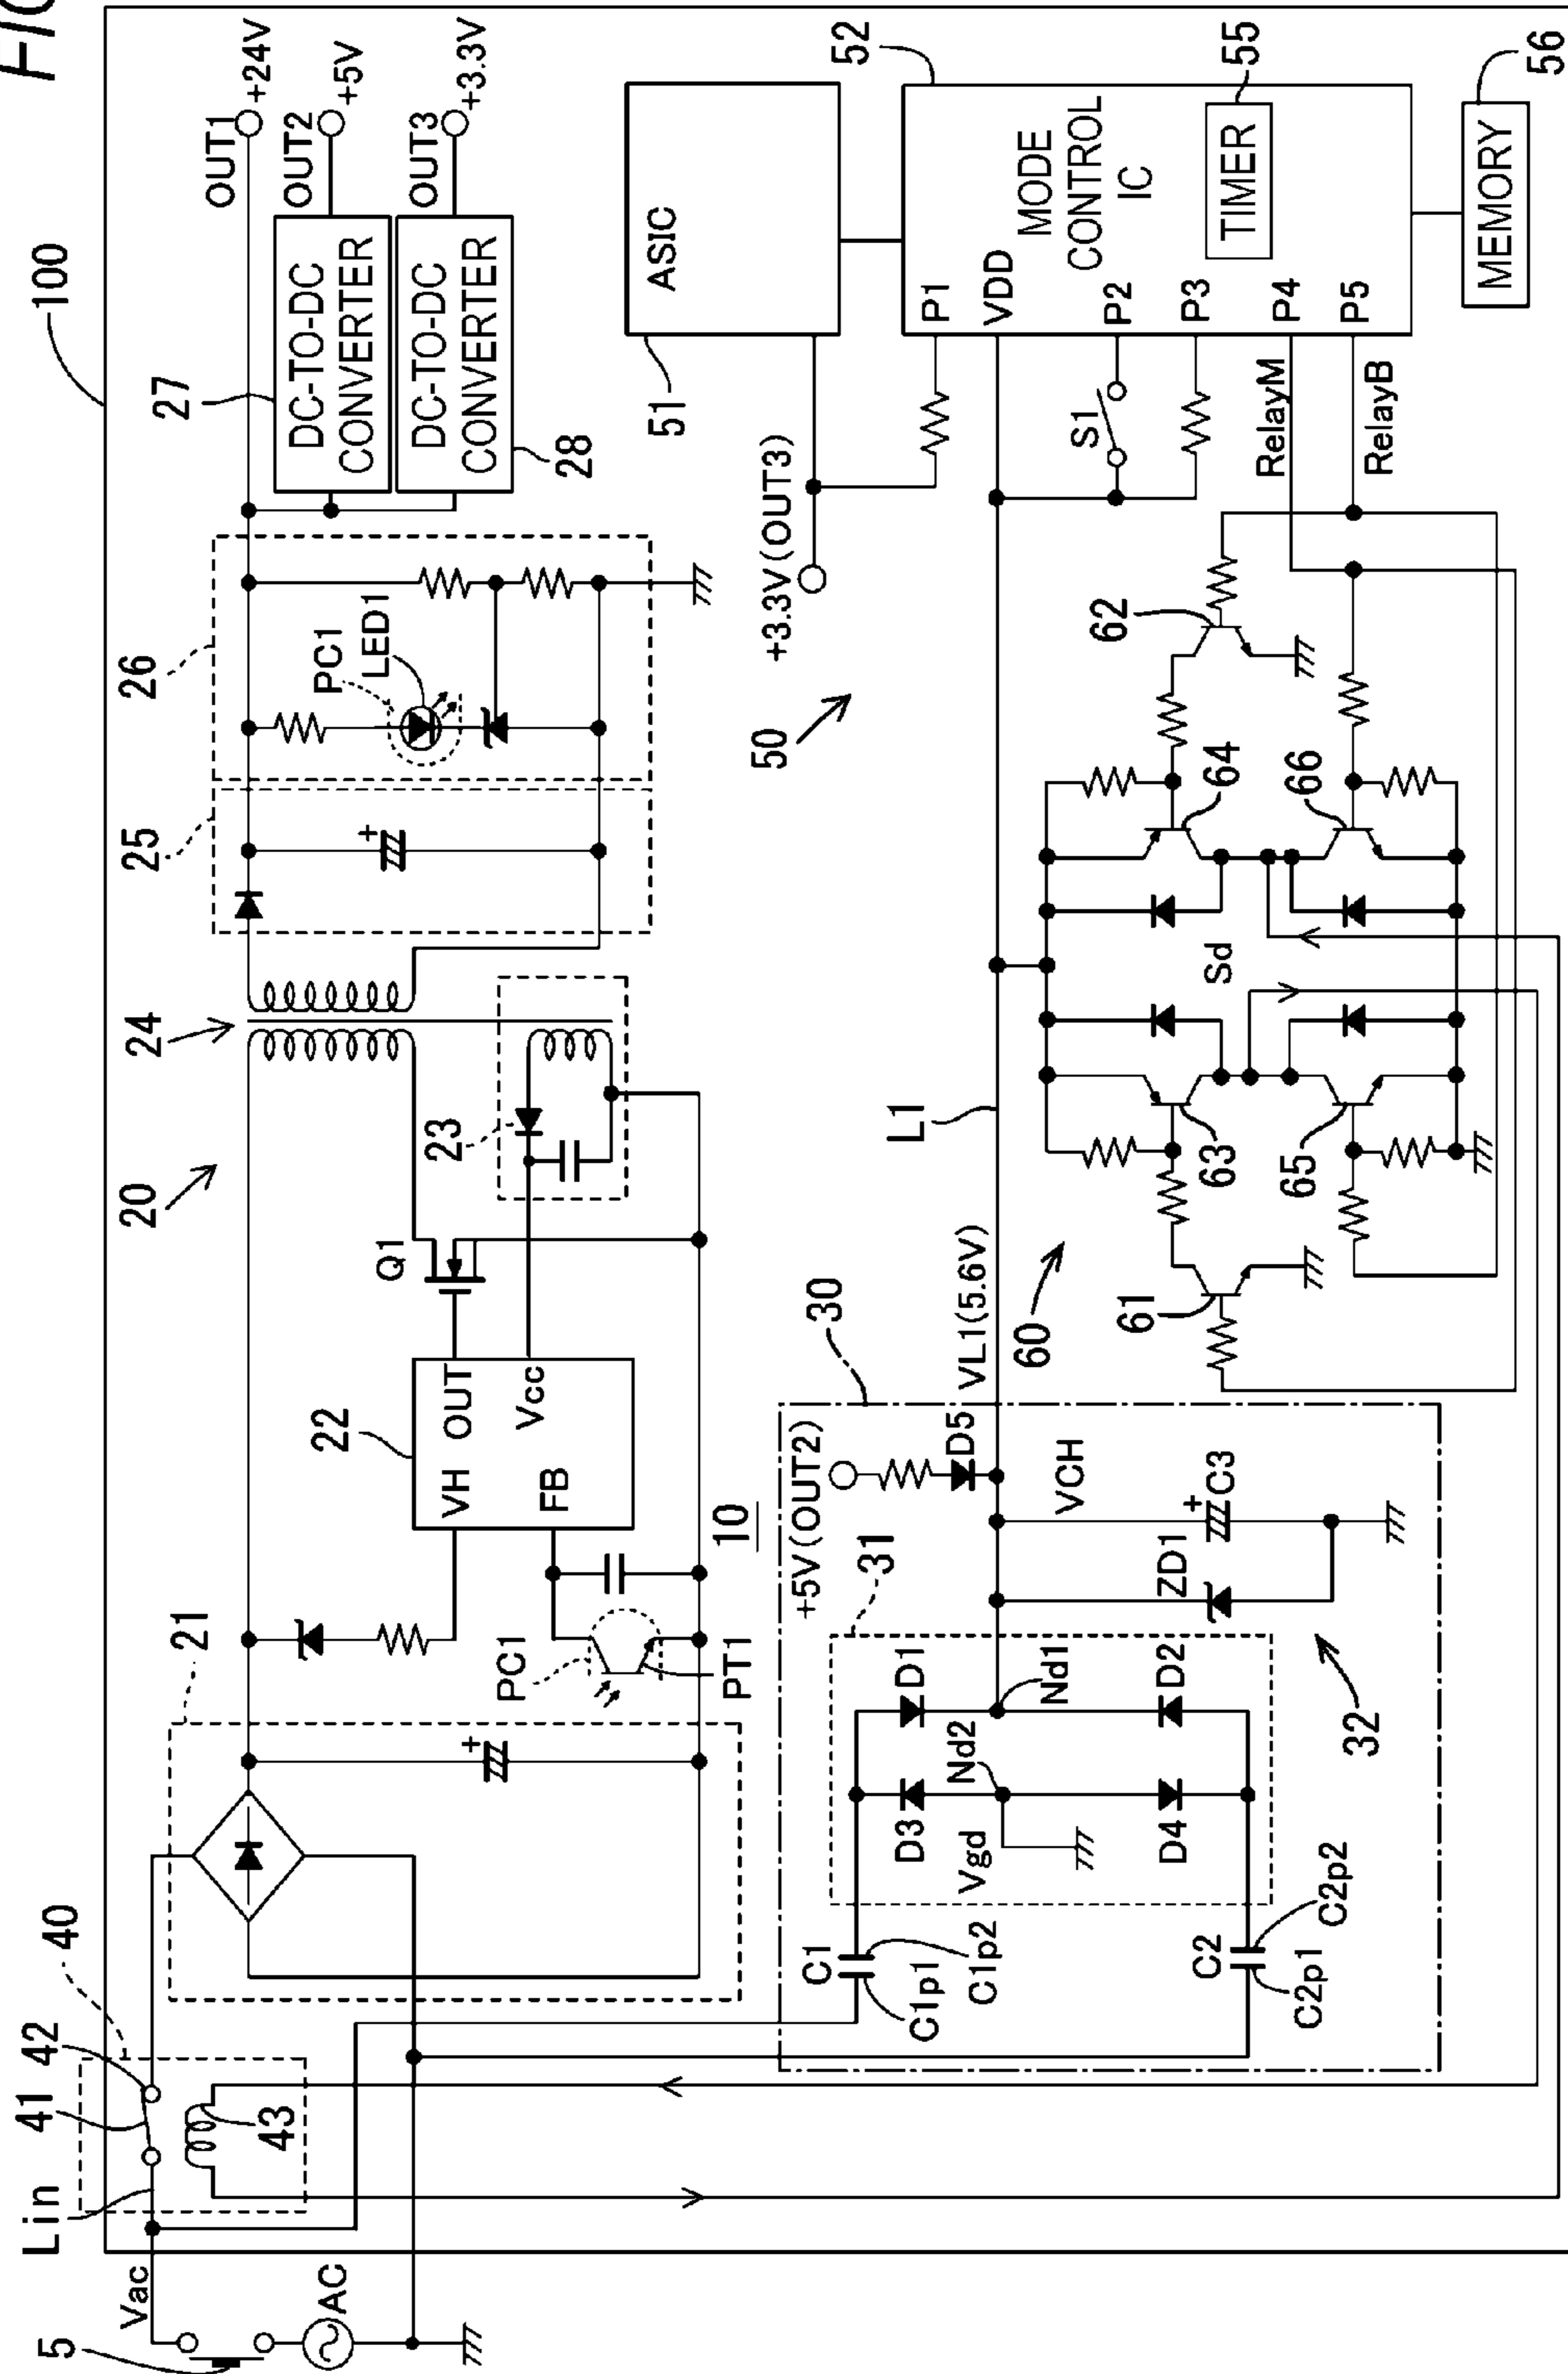 FIG
100
OUT1
+24V
OUT2
+5V
OUT3
+3.3V
27
DC-TO-DC
CONVERTER
DC-TO-DC
CONVERTER
28
26
PC1
LED1
25
24
20
23
Q1
22
VH
OUT
FB
Vcc
21
PC1
PT1
10
40
42
41
43
Lin
Vac
5
AC
ASIC
51
52
+3.3V(OUT3)
P1
VDD
MODE
CONTROL
IC
TIMER
55
P2
P3
P4
P5
S1
RelayM
RelayB
MEMORY
56
50
62
64
66
Sd
L1
63
65
61
60
VL1(5.6V)
30
+5V(OUT2)
D5
VCH
C3
ZD1
31
32
D1
D2
Nd1
Nd2
D3
D4
Vgd
C1
C1p1
C1p2
C2
C2p1
C2p2